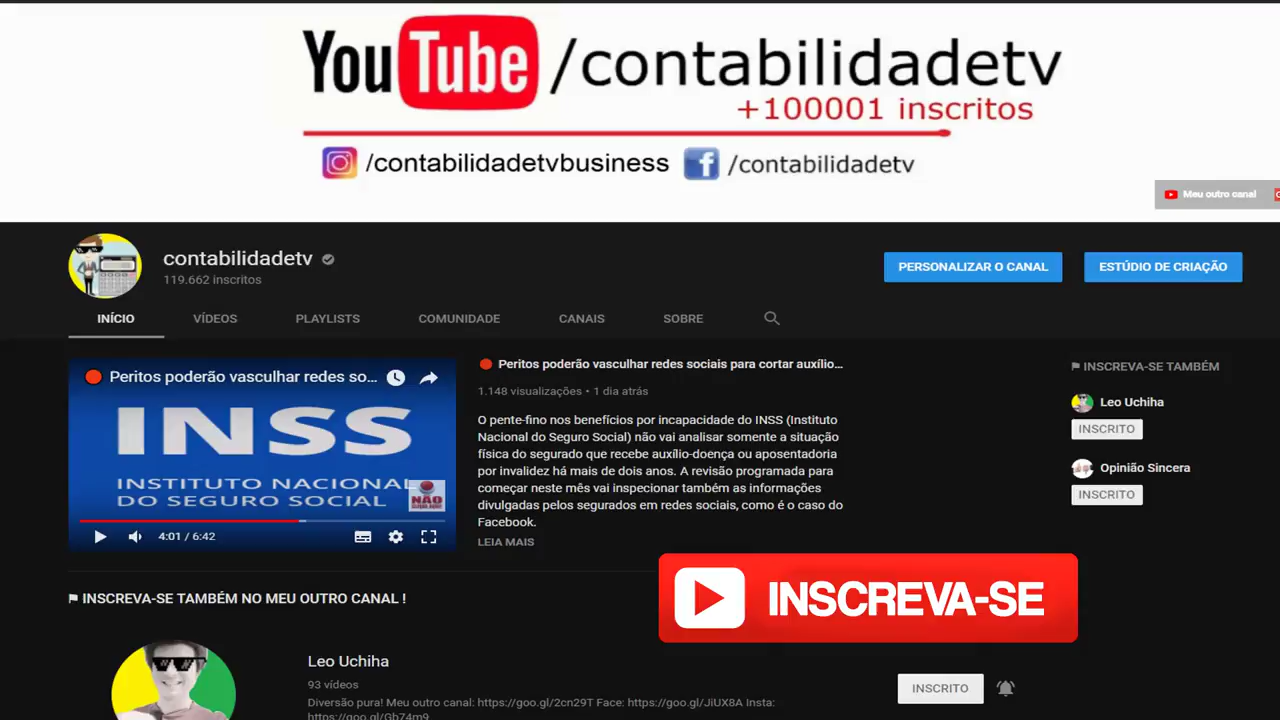 YouTube /contabilidadetv
+100001 inscritos
/contabilidadetvbusiness /contabilidadetv
Meu outro canal
contabilidadetv
119.662 inscritos
PERSONALIZAR O CANAL
ESTÚDIO DE CRIAÇÃO
INÍCIO VÍDEOS PLAYLISTS COMUNIDADE CANAIS SOBRE
Peritos poderão vasculhar redes so...
INSS
INSTITUTO NACIONAL
DO SEGURO SOCIAL
NÃO
4:01 / 6:42
Peritos poderão vasculhar redes sociais para cortar auxílio...
1.148 visualizações • 1 dia atrás
O pente-fino nos benefícios por incapacidade do INSS (Instituto
Nacional do Seguro Social) não vai analisar somente a situação
física do segurado que recebe auxílio-doença ou aposentadoria
por invalidez há mais de dois anos. A revisão programada para
começar neste mês vai inspecionar também as informações
divulgadas pelos segurados em redes sociais, como é o caso do
Facebook.
LEIA MAIS
INSCREVA-SE TAMBÉM
Leo Uchiha
INSCRITO
Opinião Sincera
INSCRITO
INSCREVA-SE TAMBÉM NO MEU OUTRO CANAL !
INSCREVA-SE
Leo Uchiha
93 vídeos
Diversão pura! Meu outro canal: https://goo.gl/2cn29T Face: https://goo.gl/JiUX8A Insta:
https://goo.gl/Gb74m9
INSCRITO